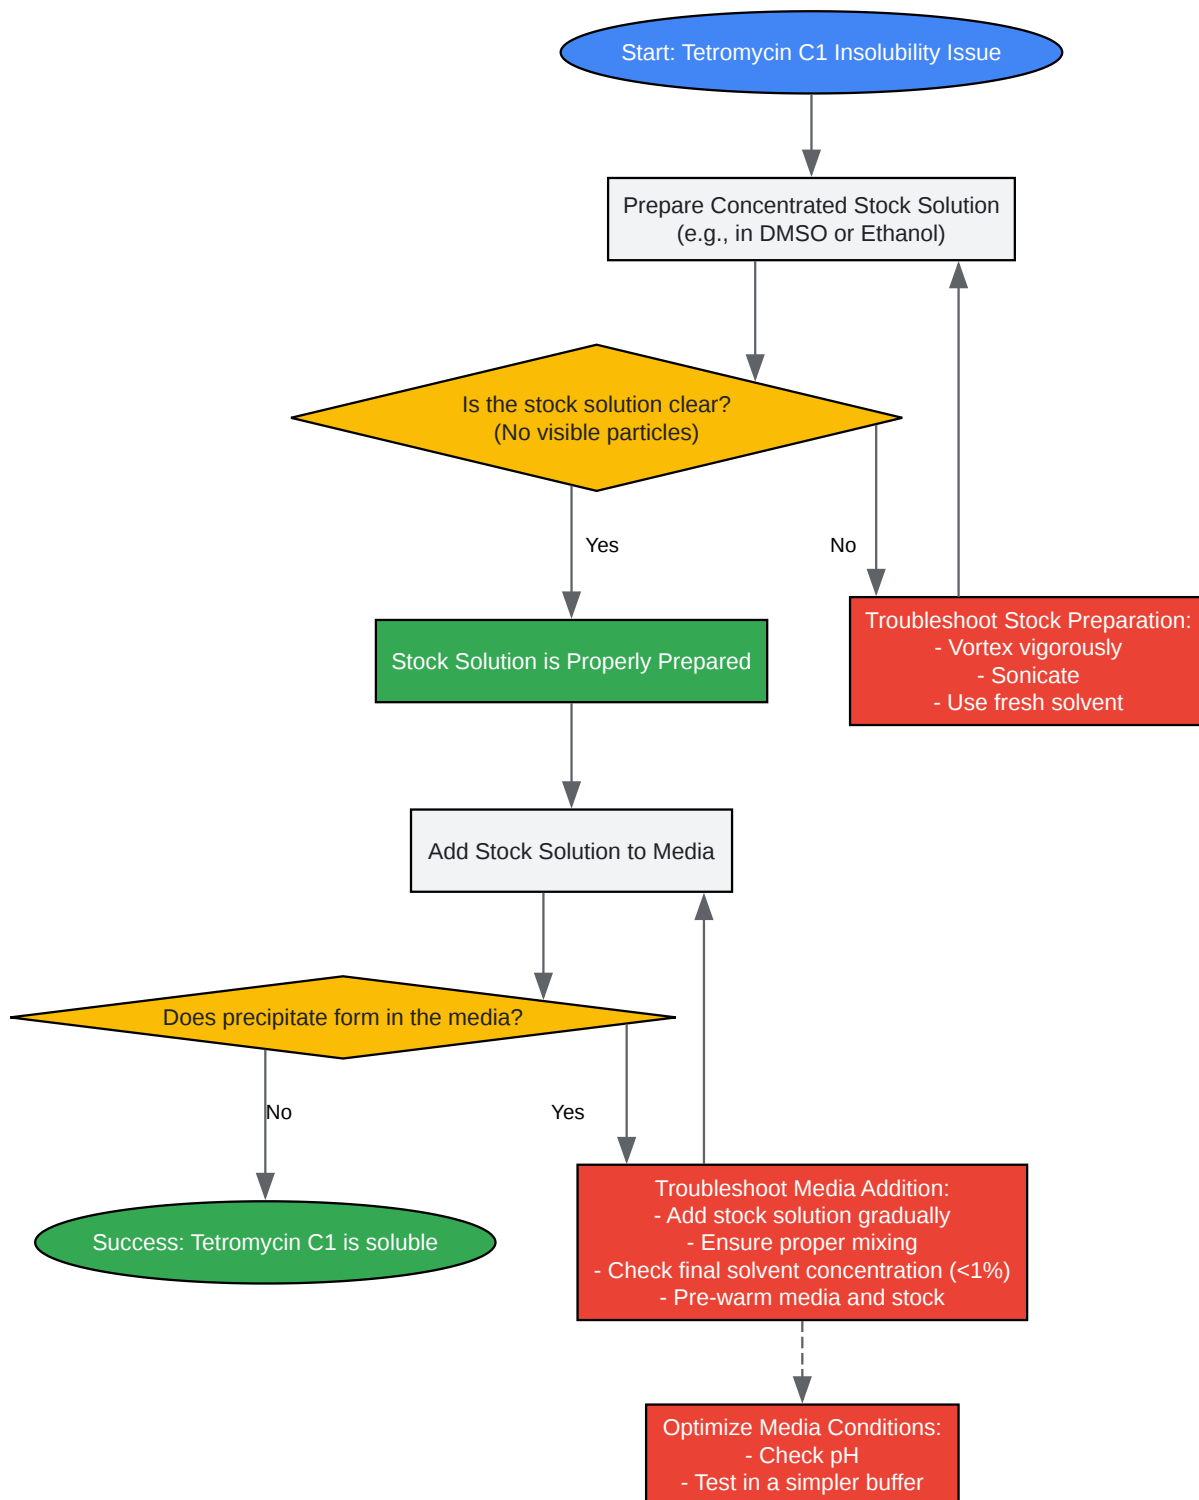 Start: Tetromycin C1 Insolubility Issue
Prepare Concentrated Stock Solution
(e.g., in DMSO or Ethanol)
Is the stock solution clear?
(No visible particles)
Yes
No
Troubleshoot Stock Preparation:
- Vortex vigorously
- Sonicate
- Use fresh solvent
Stock Solution is Properly Prepared
Add Stock Solution to Media
Does precipitate form in the media?
No
Yes
Troubleshoot Media Addition:
- Add stock solution gradually
- Ensure proper mixing
- Check final solvent concentration (<1%)
- Pre-warm media and stock
Success: Tetromycin C1 is soluble
Optimize Media Conditions:
- Check pH
- Test in a simpler buffer